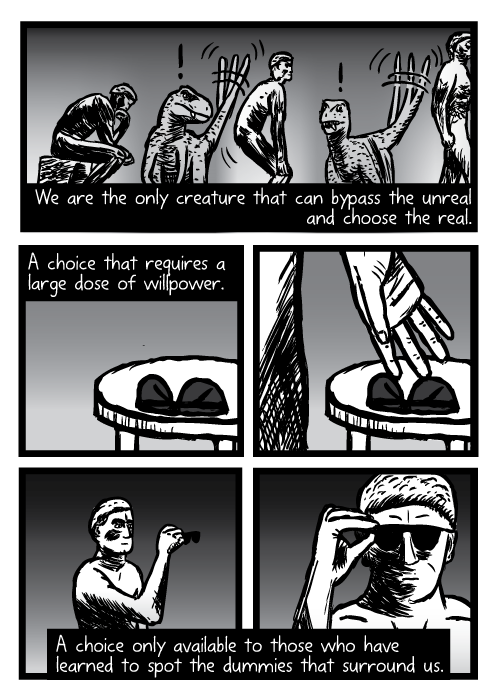 !
!
We are the only creature that can bypass the unreal
and choose the real.
A choice that requires a
large dose of willpower.
A choice only available to those who have
learned to spot the dummies that surround us.